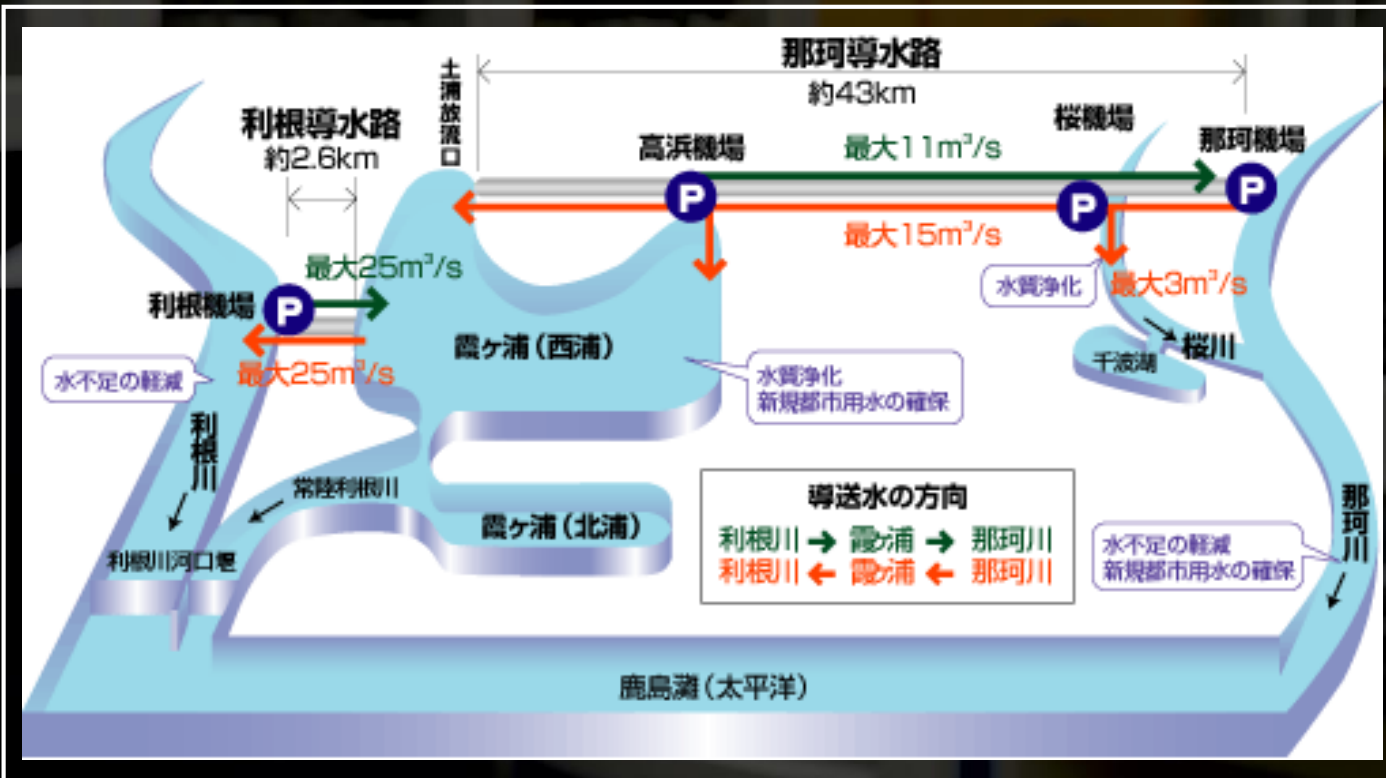 那珂導水路
約43km
土浦放流口
利根導水路
約2.6km
高浜機場
最大11m³/s
桜機場
那珂機場
P
P
P
最大15m³/s
最大25m³/s
水質浄化
最大3m³/s
利根機場
P
霞ヶ浦(西浦)
桜川
千波湖
水不足の軽減
最大25m³/s
水質浄化
新規都市用水の確保
利根川
常陸利根川
霞ヶ浦(北浦)
導送水の方向
利根川 → 霞ヶ浦 → 那珂川
利根川 ← 霞ヶ浦 ← 那珂川
那珂川
水不足の軽減
新規都市用水の確保
利根川河口堰
鹿島灘(太平洋)